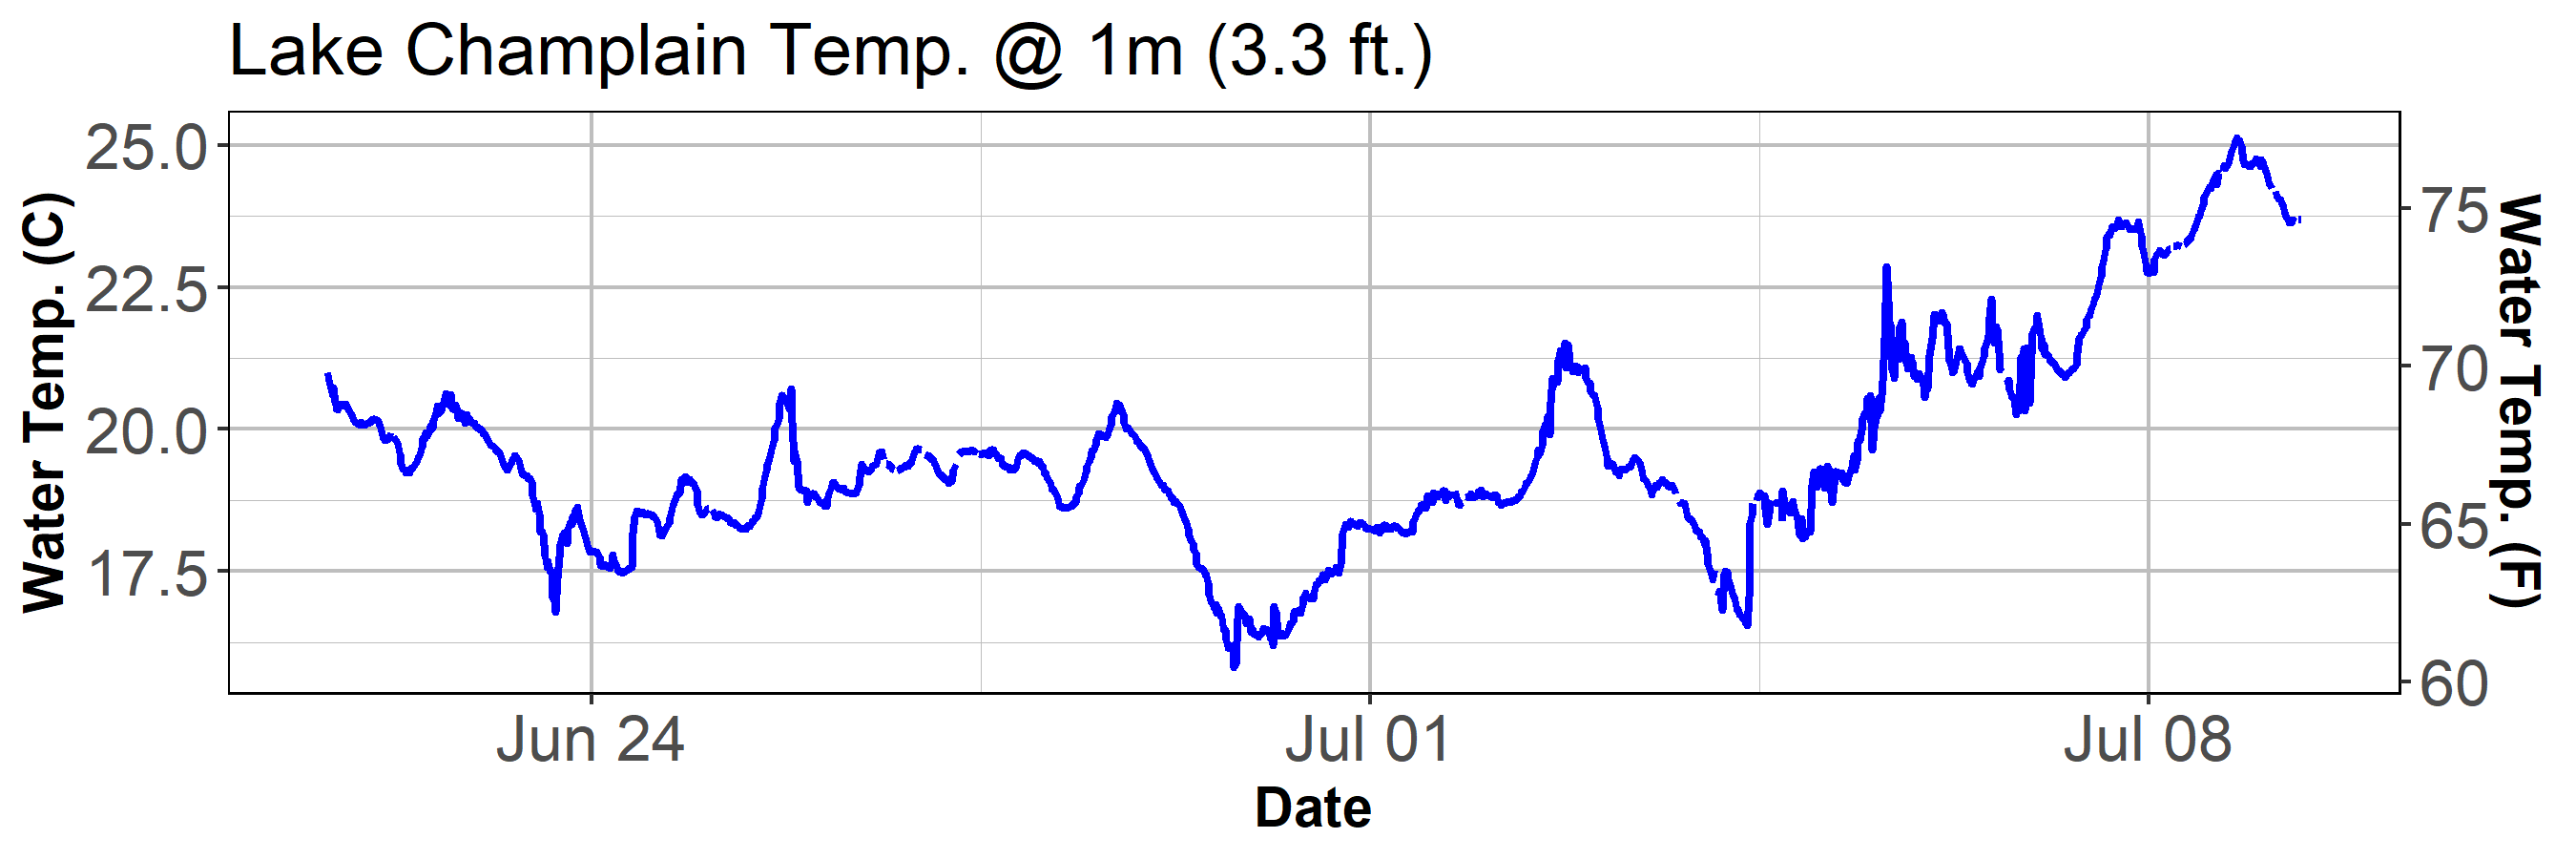 Lake Champlain Temp. @ 1m (3.3 ft.)
Water Temp. (C)
25.0
22.5
20.0
17.5
75
70
65
60
Water Temp. (F)
Jun 24
Jul 01
Jul 08
Date